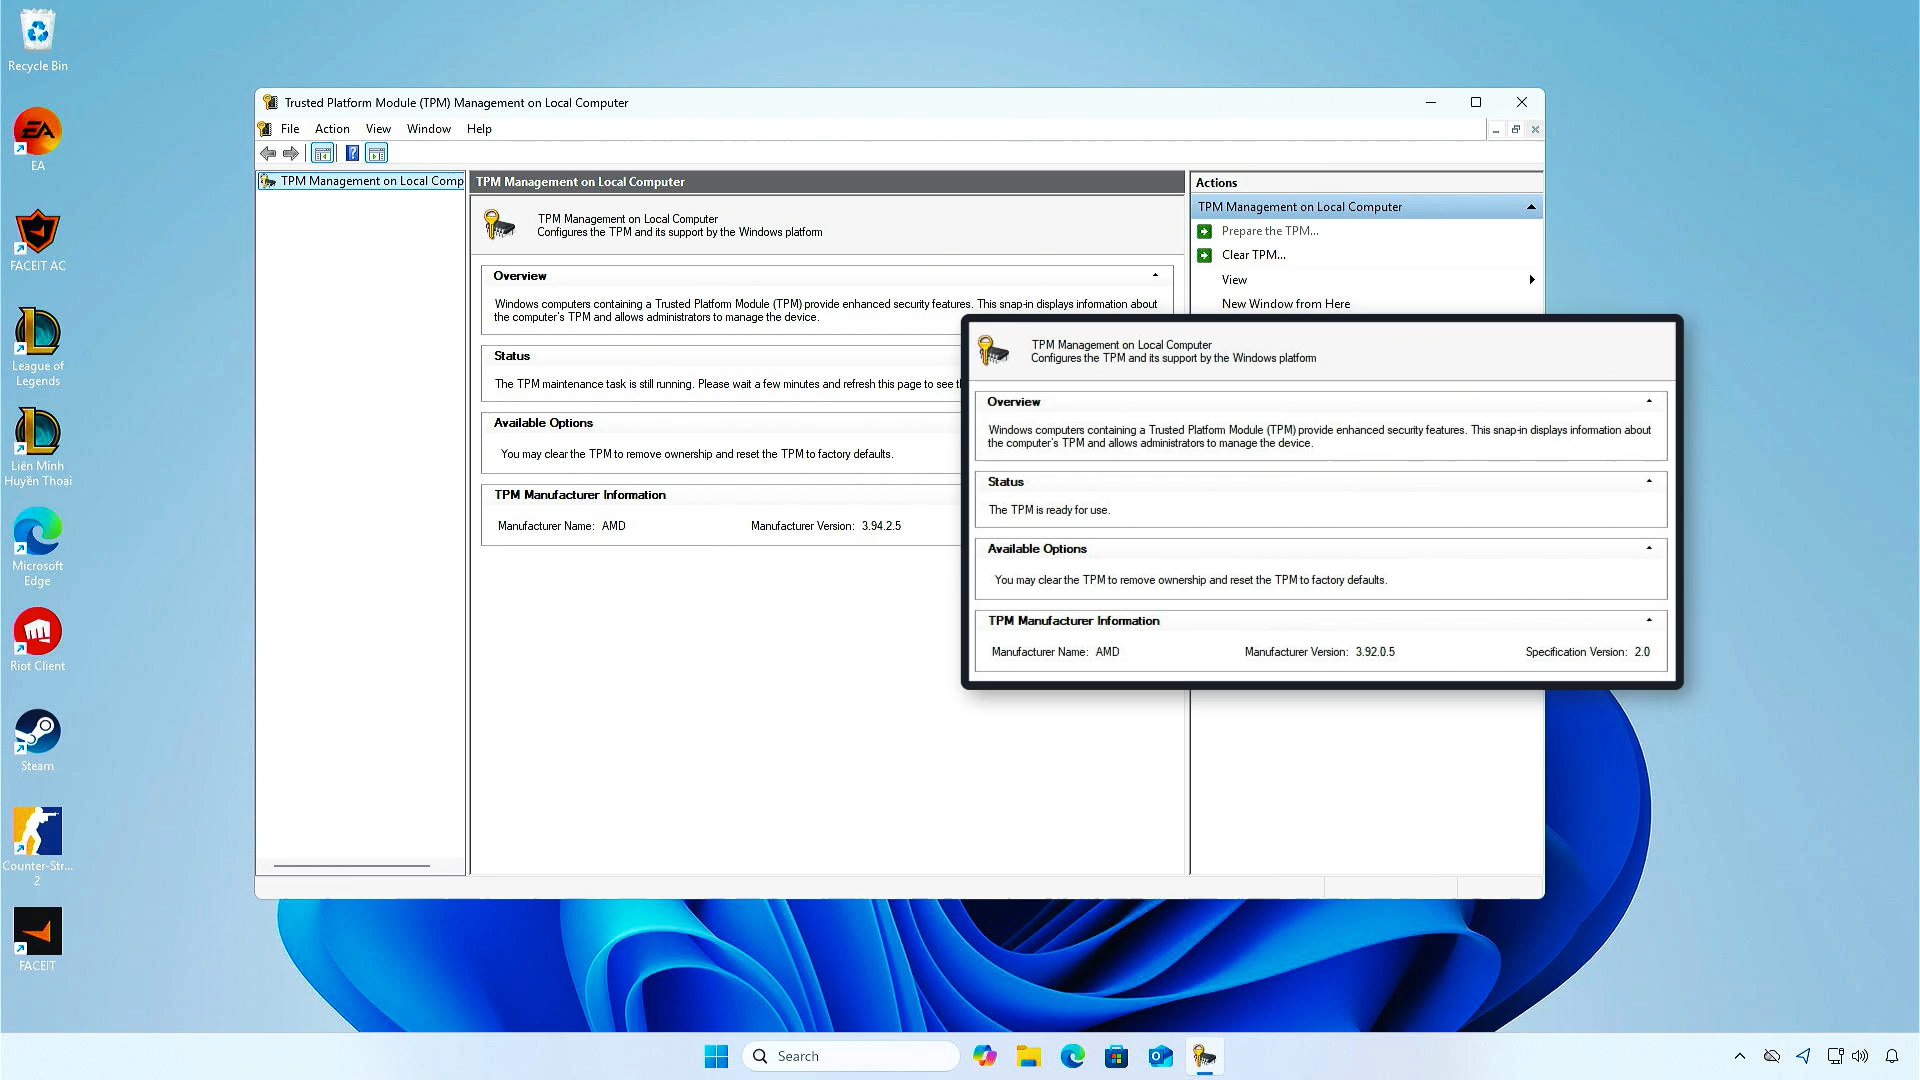 Recycle Bin
EA
FACEIT AC
League of
Legends
Liên Minh
Huyền Thoại
Microsoft
Edge
Riot Client
Steam
Counter-Str...
2
FACEIT
Trusted Platform Module (TPM) Management on Local Computer
File Action View Window Help
TPM Management on Local Comp
TPM Management on Local Computer
TPM Management on Local Computer
Configures the TPM and its support by the Windows platform
Overview
Windows computers containing a Trusted Platform Module (TPM) provide enhanced security features. This snap-in displays information about
the computer's TPM and allows administrators to manage the device.
Status
The TPM maintenance task is still running. Please wait a few minutes and refresh this page to see
Available Options
You may clear the TPM to remove ownership and reset the TPM to factory defaults.
TPM Manufacturer Information
Manufacturer Name: AMD Manufacturer Version: 3.94.2.5
Actions
TPM Management on Local Computer
Prepare the TPM...
Clear TPM...
View
New Window from Here
TPM Management on Local Computer
Configures the TPM and its support by the Windows platform
Overview
Windows computers containing a Trusted Platform Module (TPM) provide enhanced security features. This snap-in displays information about
the computer's TPM and allows administrators to manage the device.
Status
The TPM is ready for use.
Available Options
You may clear the TPM to remove ownership and reset the TPM to factory defaults.
TPM Manufacturer Information
Manufacturer Name: AMD Manufacturer Version: 3.92.0.5 Specification Version: 2.0
Search